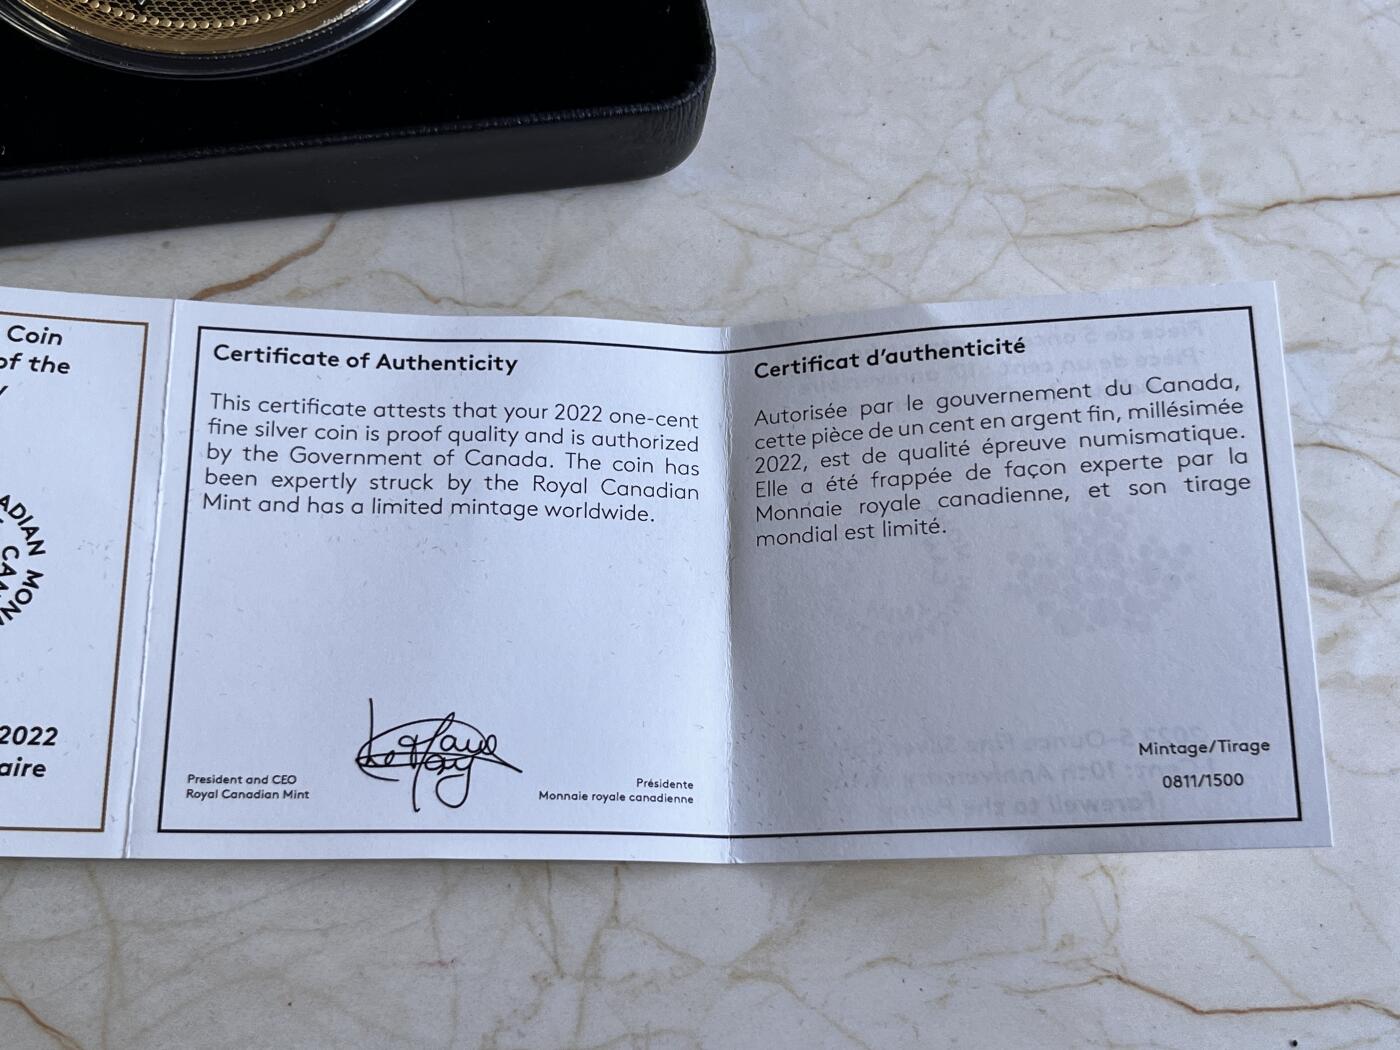 Coin
of the
ADIAN MON
2022
aire
Certificate of Authenticity
This certificate attests that your 2022 one-cent
fine silver coin is proof quality and is authorized
by the Government of Canada. The coin has
been expertly struck by the Royal Canadian
Mint and has a limited mintage worldwide.
President and CEO
Royal Canadian Mint
Présidente
Monnaie royale canadienne
Certificat d'authenticité
Autorisée par le gouvernement du Canada,
cette pièce de un cent en argent fin, millésimée
2022, est de qualité épreuve numismatique.
Elle a été frappée de façon experte par la
Monnaie royale canadienne, et son tirage
mondial est limité.
Mintage/Tirage
0811/1500